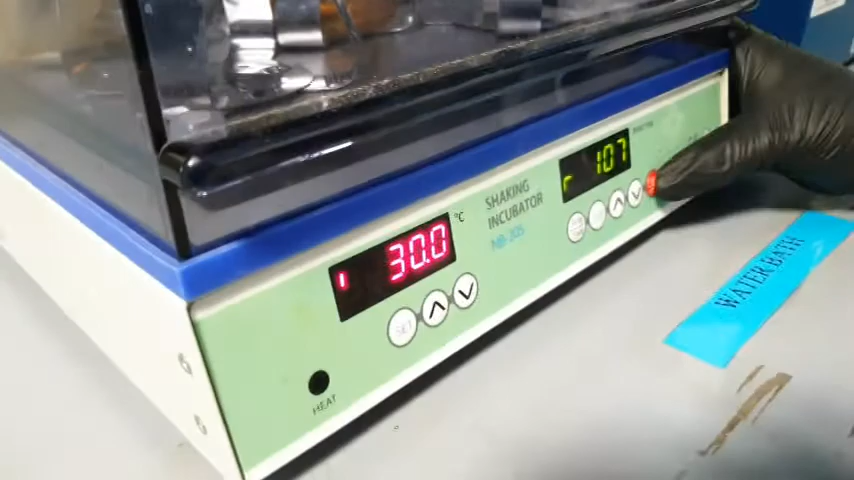 30.0
°C
SET
HEAT
SHAKING
INCUBATOR
NB-205
r 107
WATER BATH